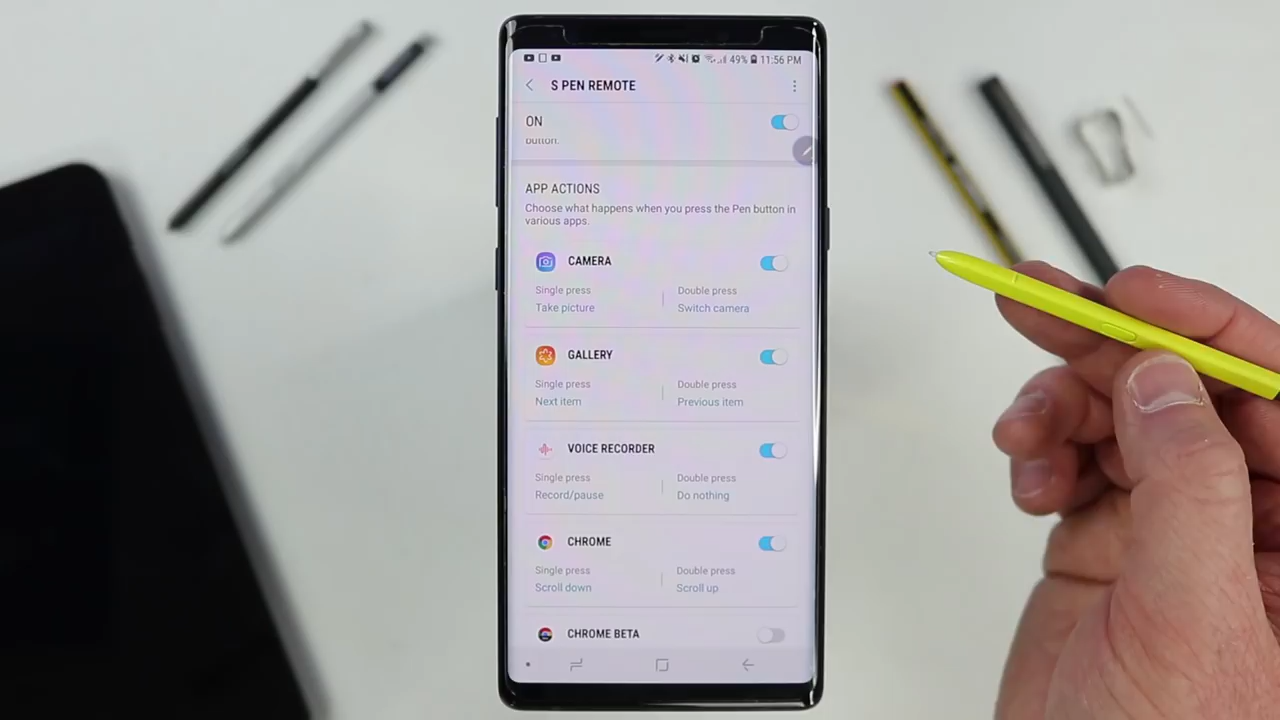 49% 11:56 PM
S PEN REMOTE
ON
button.
APP ACTIONS
Choose what happens when you press the Pen button in
various apps.
CAMERA
Single press
Double press
Take picture
Switch camera
GALLERY
Single press
Double press
Next item
Previous item
VOICE RECORDER
Single press
Double press
Record/pause
Do nothing
CHROME
Single press
Double press
Scroll down
Scroll up
CHROME BETA